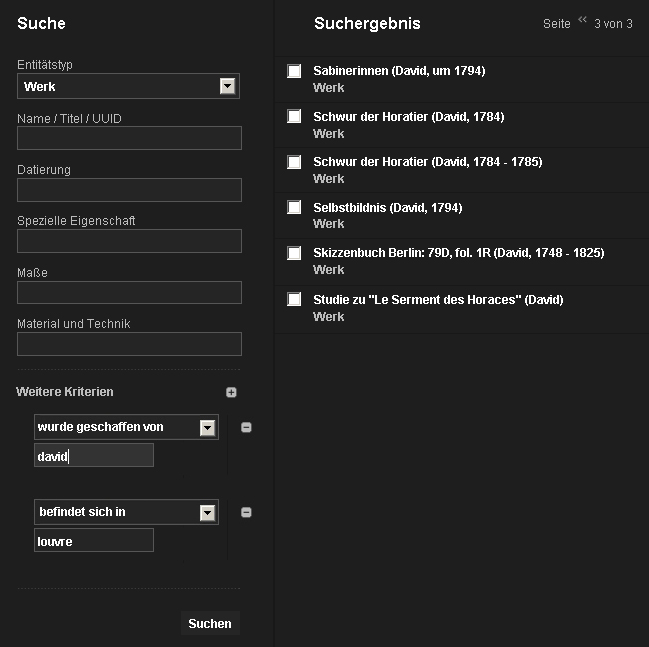 Suche
Entitätstyp
Werk
Name / Titel / UUID
Datierung
Spezielle Eigenschaft
Maße
Material und Technik
Weitere Kriterien
wurde geschaffen von
david
befindet sich in
louvre
Suchen
Suchergebnis
Seite « 3 von 3
Sabinerinnen (David, um 1794)
Werk
Schwur der Horatier (David, 1784)
Werk
Schwur der Horatier (David, 1784 - 1785)
Werk
Selbstbildnis (David, 1794)
Werk
Skizzenbuch Berlin: 79D, fol. 1R (David, 1748 - 1825)
Werk
Studie zu "Le Serment des Horaces" (David)
Werk